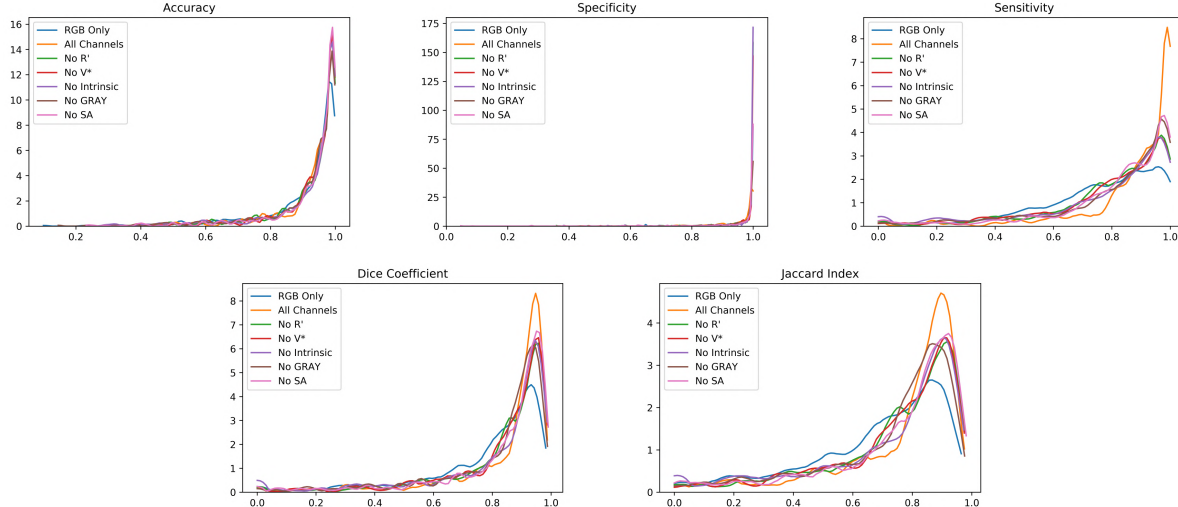 Accuracy
16
14
12
10
8
6
4
2
0
RGB Only
All Channels
No R'
No V*
No Intrinsic
No GRAY
No SA
0.2 0.4 0.6 0.8 1.0
Specificity
175
150
125
100
75
50
25
0
RGB Only
All Channels
No R'
No V*
No Intrinsic
No GRAY
No SA
0.0 0.2 0.4 0.6 0.8 1.0
Sensitivity
8
7
6
5
4
3
2
1
0
RGB Only
All Channels
No R'
No V*
No Intrinsic
No GRAY
No SA
0.0 0.2 0.4 0.6 0.8 1.0
Dice Coefficient
8
7
6
5
4
3
2
1
0
RGB Only
All Channels
No R'
No V*
No Intrinsic
No GRAY
No SA
0.0 0.2 0.4 0.6 0.8 1.0
Jaccard Index
4
3
2
1
0
RGB Only
All Channels
No R'
No V*
No Intrinsic
No GRAY
No SA
0.0 0.2 0.4 0.6 0.8 1.0